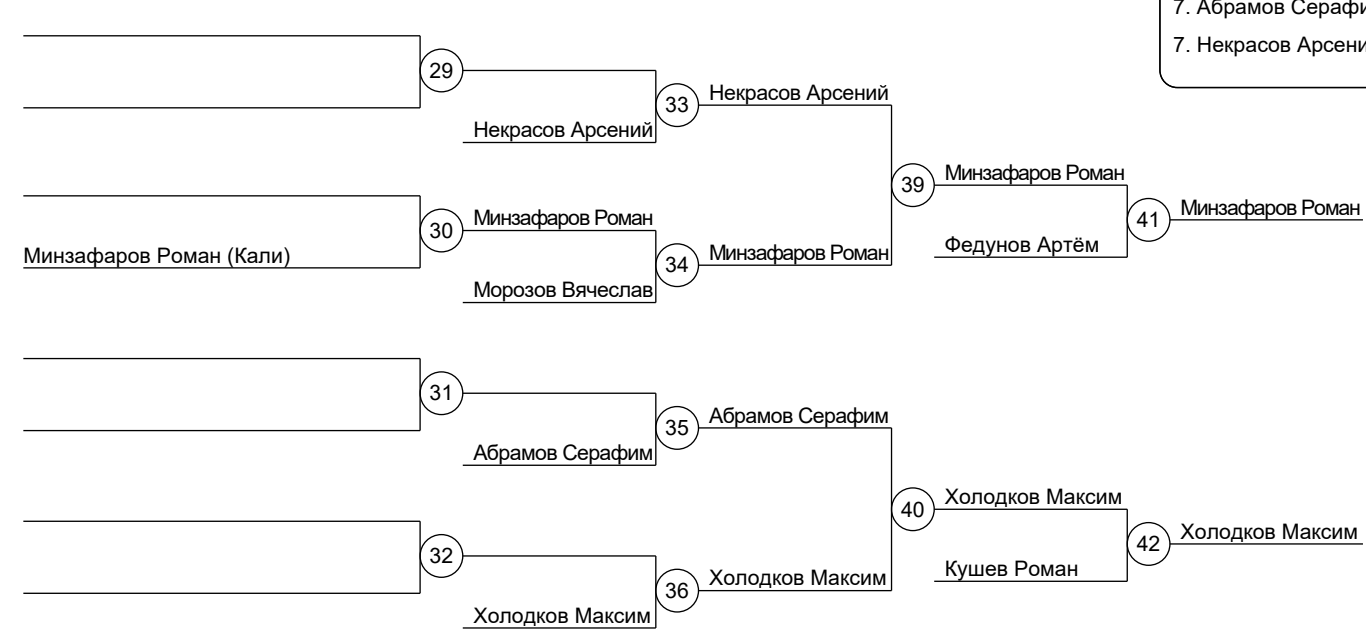 7. Абрамов Серафи
7. Некрасов Арсени
29
Некрасов Арсений
33
Некрасов Арсений
Минзафаров Роман (Кали)
30
Минзафаров Роман
Морозов Вячеслав
34
Минзафаров Роман
39
Минзафаров Роман
Федунов Артём
41
Минзафаров Роман
31
Абрамов Серафим
35
Абрамов Серафим
32
Холодков Максим
36
Холодков Максим
40
Холодков Максим
Кушев Роман
42
Холодков Максим